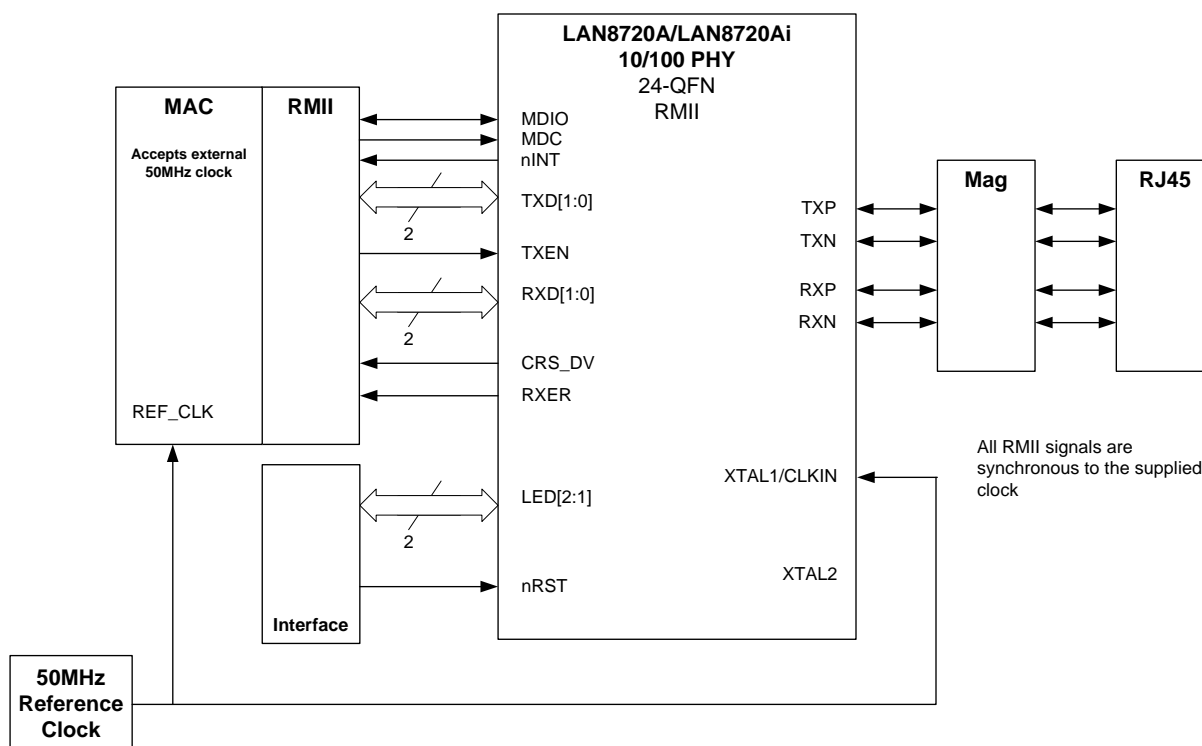 LAN8720A/LAN8720Ai
10/100 PHY
24-QFN
RMII
MAC
RMII
Accepts external
50MHz clock
REF_CLK
MDIO
MDC
nINT
TXD[1:0]
2
TXEN
RXD[1:0]
2
CRS_DV
RXER
LED[2:1]
2
nRST
Interface
TXP
TXN
RXP
RXN
XTAL1/CLKIN
XTAL2
Mag
RJ45
All RMII signals are
synchronous to the supplied
clock
50MHz
Reference
Clock